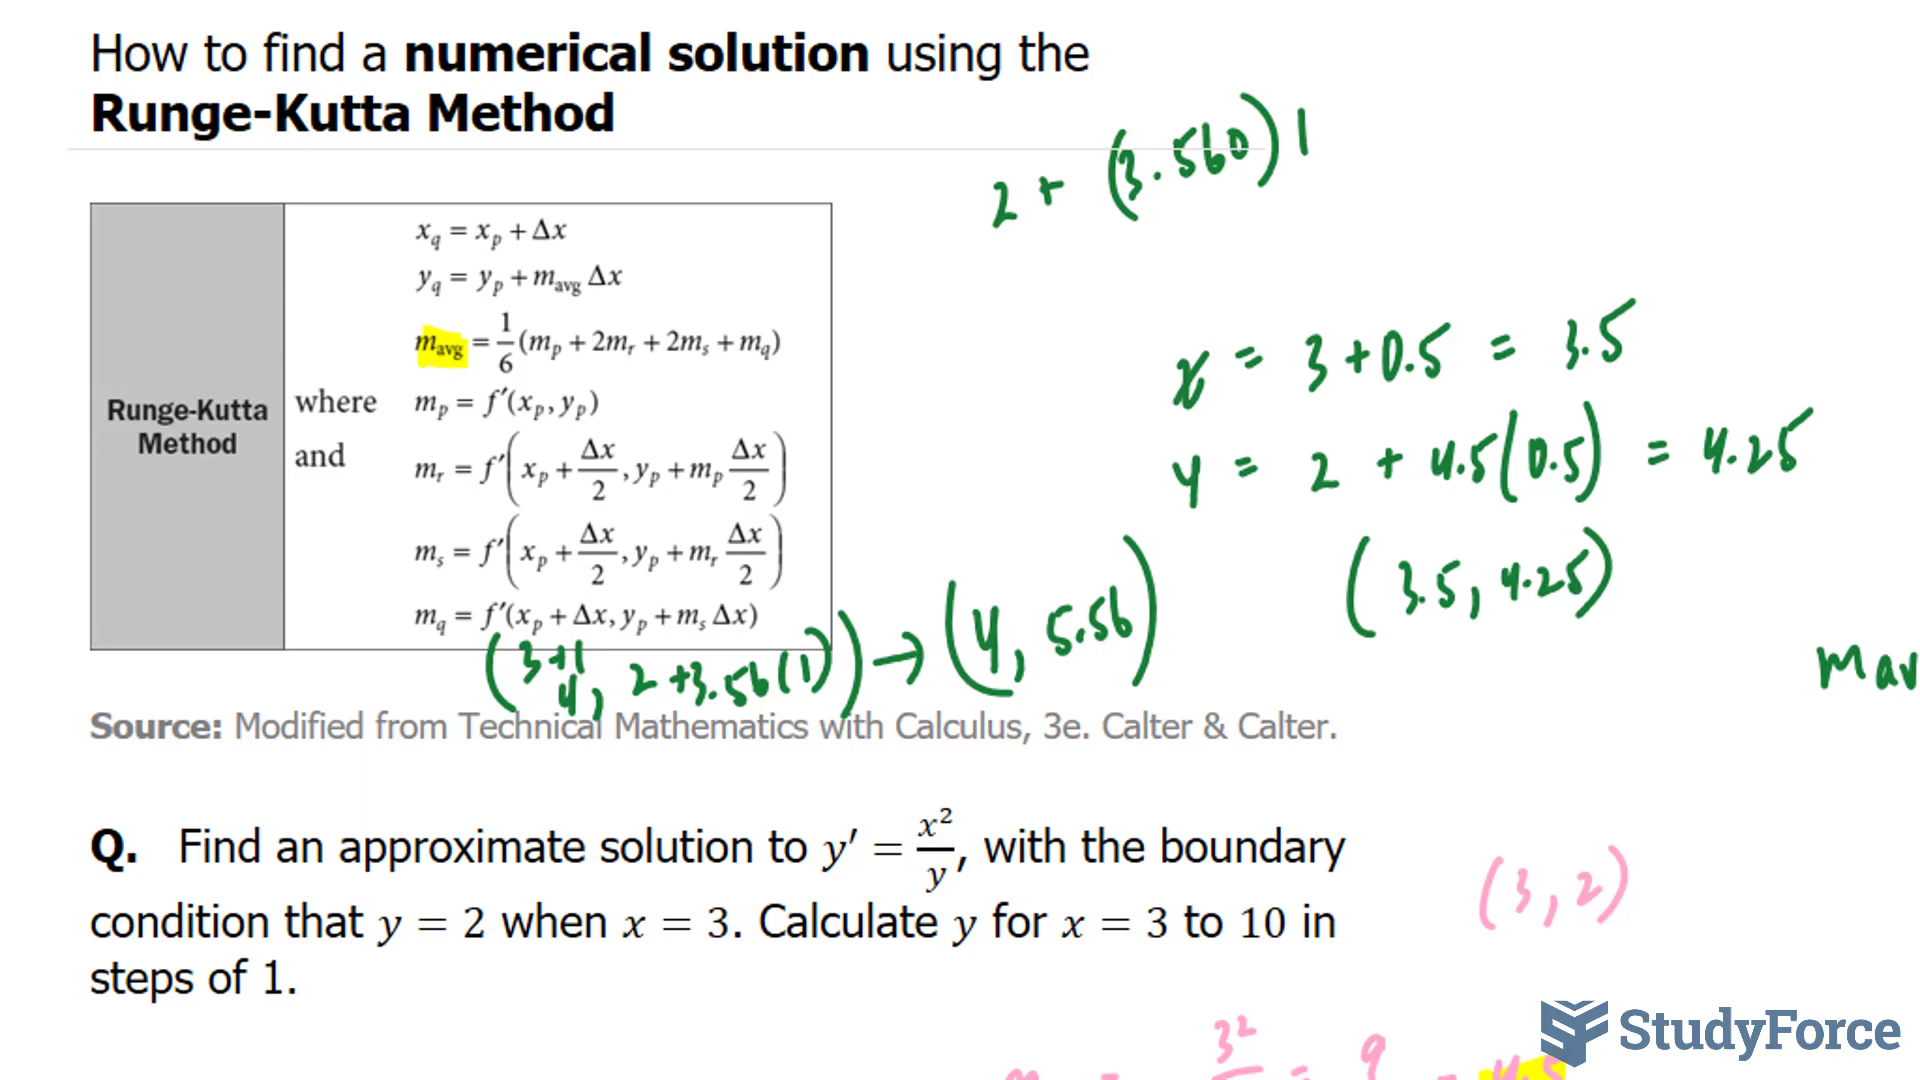 How to find a numerical solution using the
Runge-Kutta Method
2 + (3.560) 1
Runge-Kutta
Method
where
and
x_q = x_p + Δx
y_q = y_p + m_avg Δx
m_avg = 1/6 (m_p + 2m_r + 2m_s + m_q)
m_p = f′(x_p, y_p)
m_r = f′(x_p + Δx/2, y_p + m_p Δx/2)
m_s = f′(x_p + Δx/2, y_p + m_r Δx/2)
m_q = f′(x_p + Δx, y_p + m_s Δx)
x = 3 + 0.5 = 3.5
y = 2 + 4.5(0.5) = 4.25
(3.5, 4.25)
(3+1
4, 2+3.56(1)) → (4, 5.56)
mav
Source: Modified from Technical Mathematics with Calculus, 3e. Calter & Calter.
Q. Find an approximate solution to y′ = x²/y, with the boundary
condition that y = 2 when x = 3. Calculate y for x = 3 to 10 in
steps of 1.
(3, 2)
3² = 9 = 4.5
StudyForce